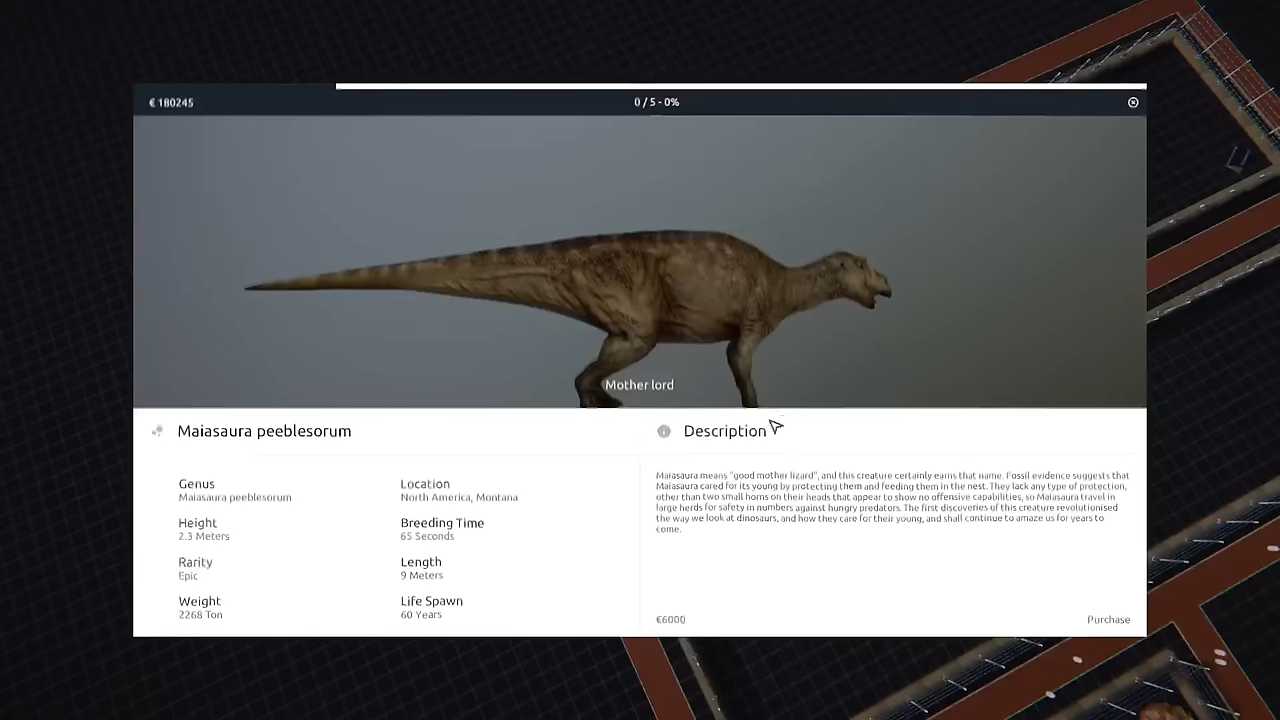 € 180245
0 / 5 - 0%
Mother lord
Maiasaura peeblesorum
Genus
Maiasaura peeblesorum
Location
North America, Montana
Height
2.3 Meters
Breeding Time
65 Seconds
Rarity
Epic
Length
9 Meters
Weight
2268 Ton
Life Spawn
60 Years
Description
Maiasaura means "good mother lizard", and this creature certainly earns that name. Fossil evidence suggests that
Maiasaura cared for its young by protecting them and feeding them in the nest. They lack any type of protection,
other than two small horns on their heads that appear to show no offensive capabilities, so Maiasaura travel in
large herds for safety in numbers against hungry predators. The first discoveries of this creature revolutionised
the way we look at dinosaurs, and how they care for their young, and shall continue to amaze us for years to
come.
€6000
Purchase